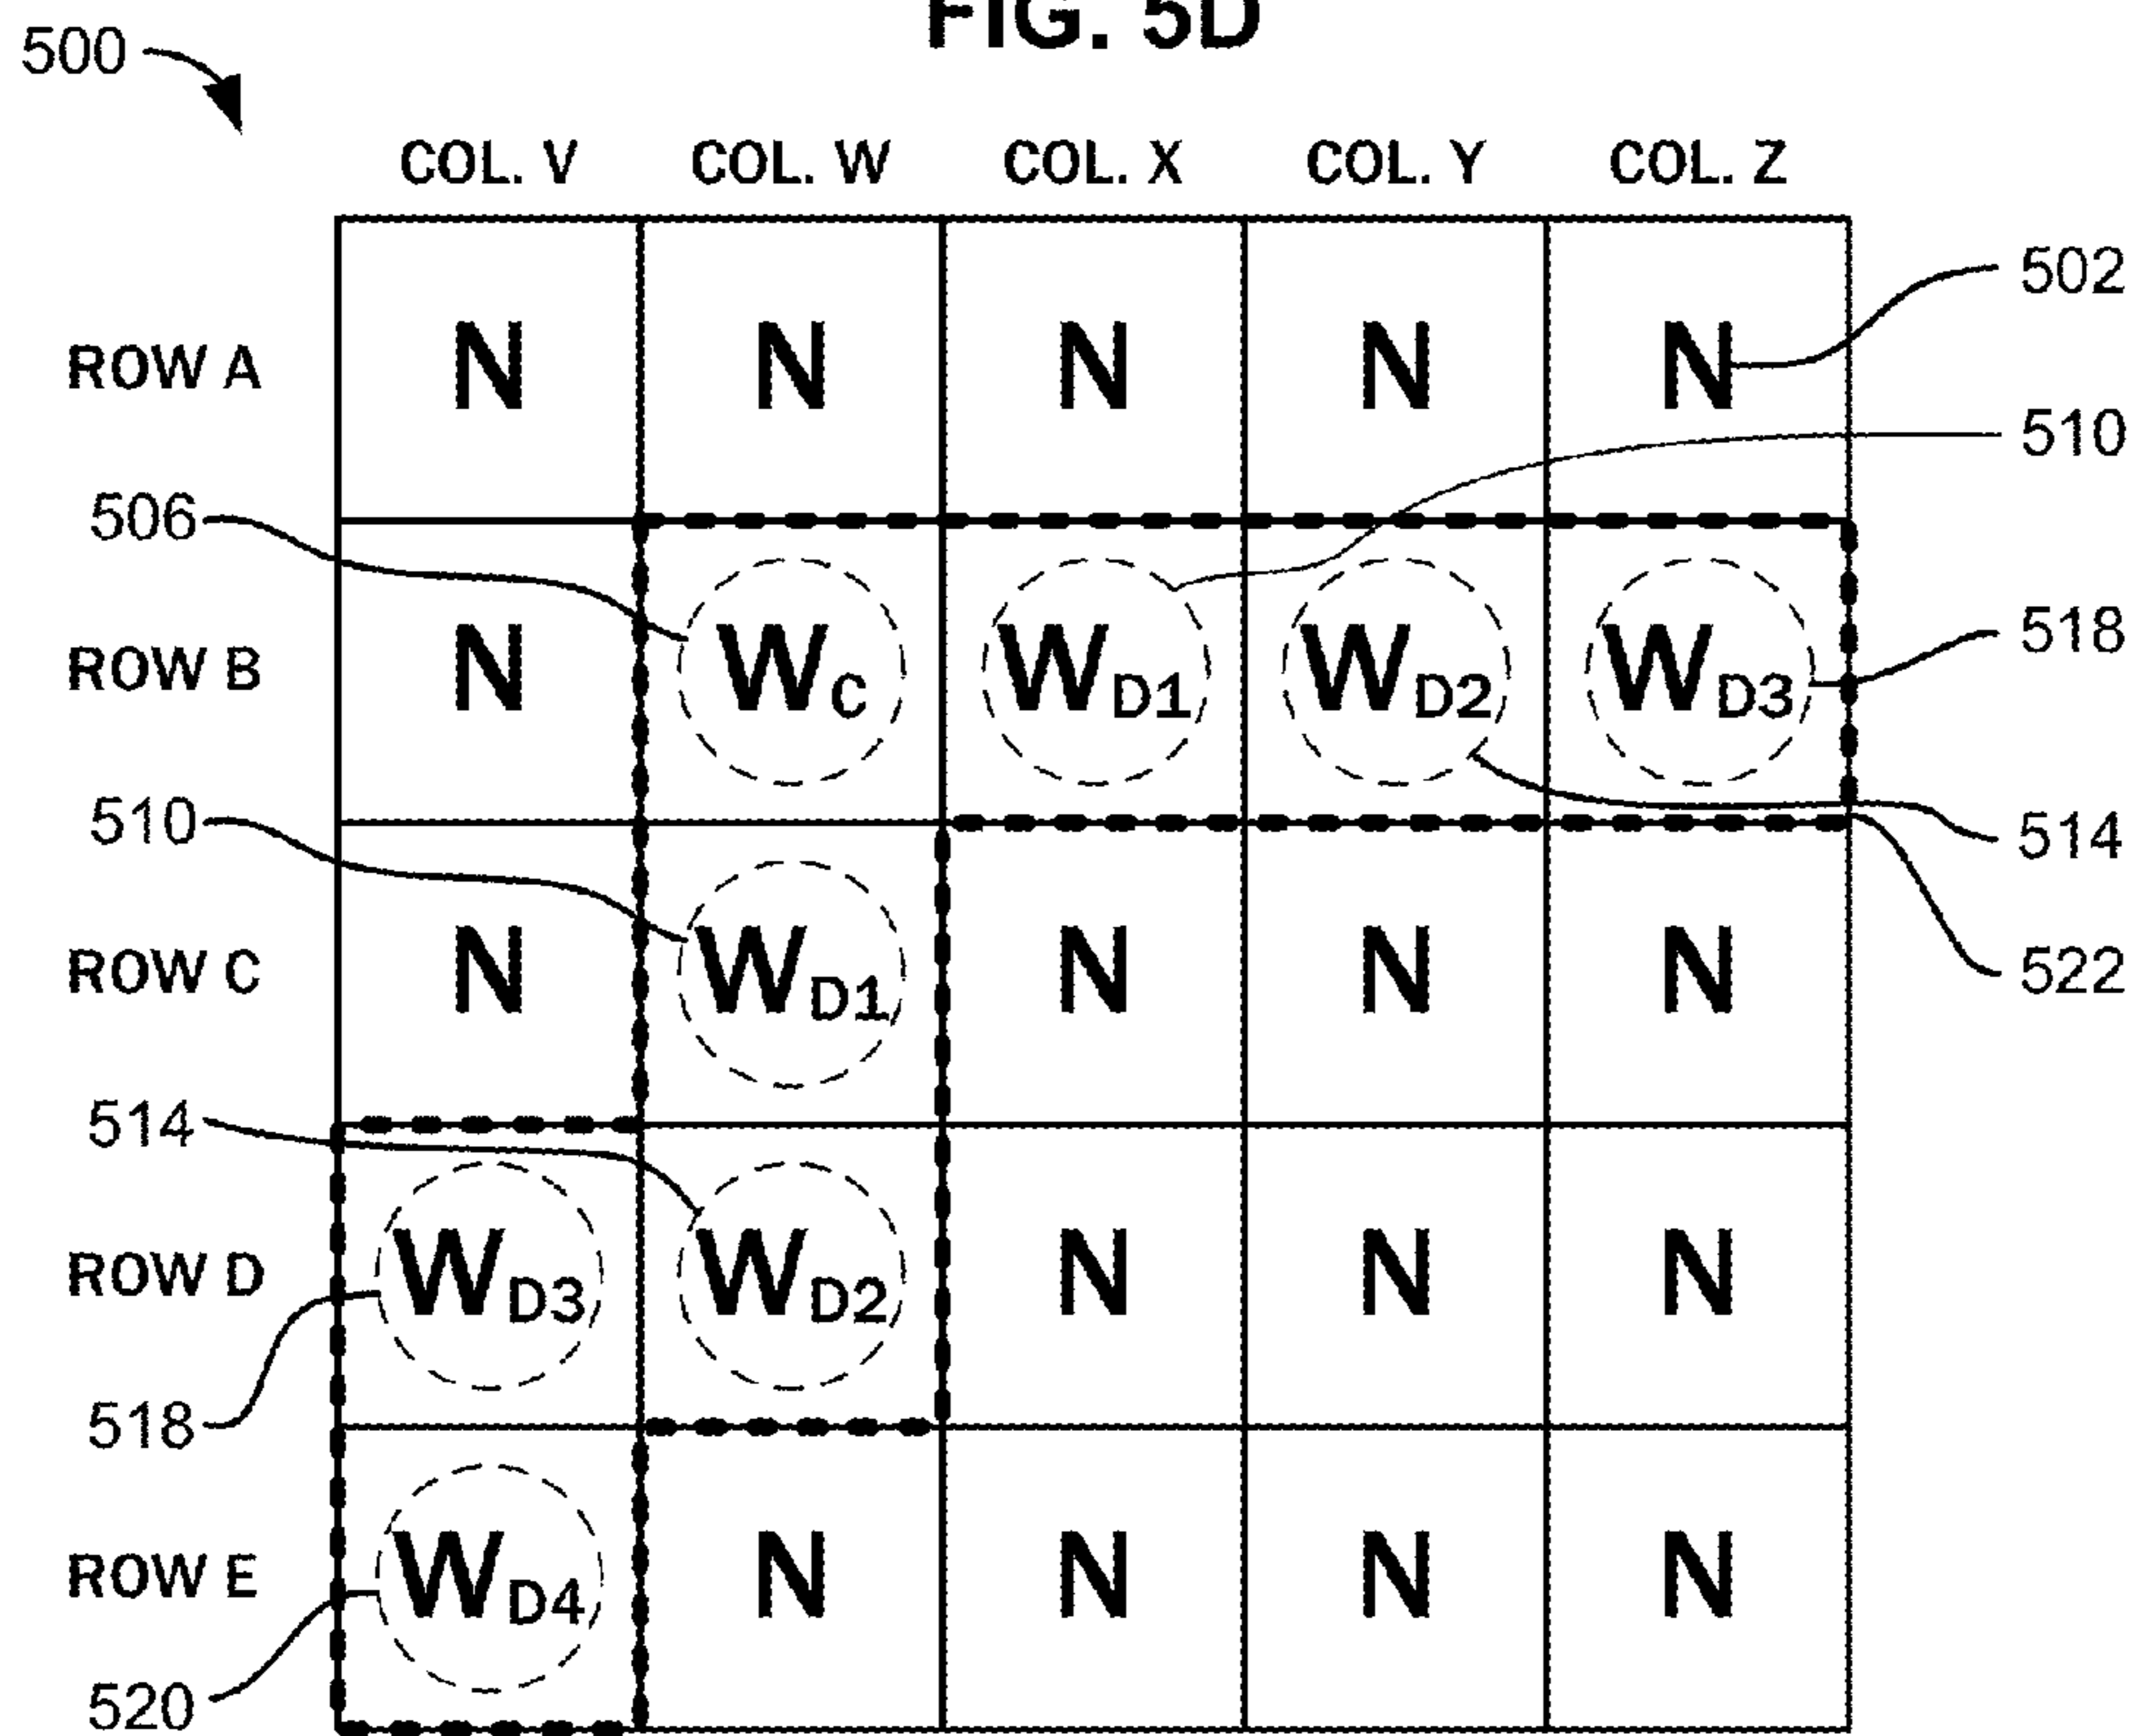 FIG. 5D
500
COL. V COL. W COL. X COL. Y COL. Z
502
ROW A N N N N N
510
506
518
ROW B N WC WD1 WD2 WD3
510
514
ROW C N WD1 N N N
522
514
ROW D WD3 WD2 N N N
518
ROW E WD4 N N N N
520